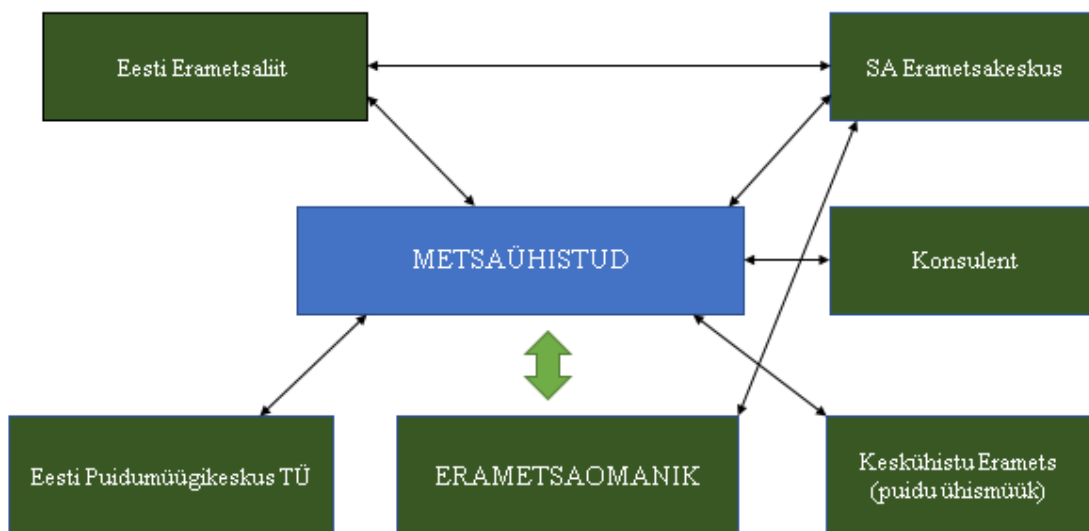 Eesti Erametsaliit
SA Erametsakeskus
METSAÜHISTUD
Konsulent
Eesti Puidumüügikeskus TÜ
ERAMETSAOMANIK
Keskühistu Eramets
(puidu ühismüük)